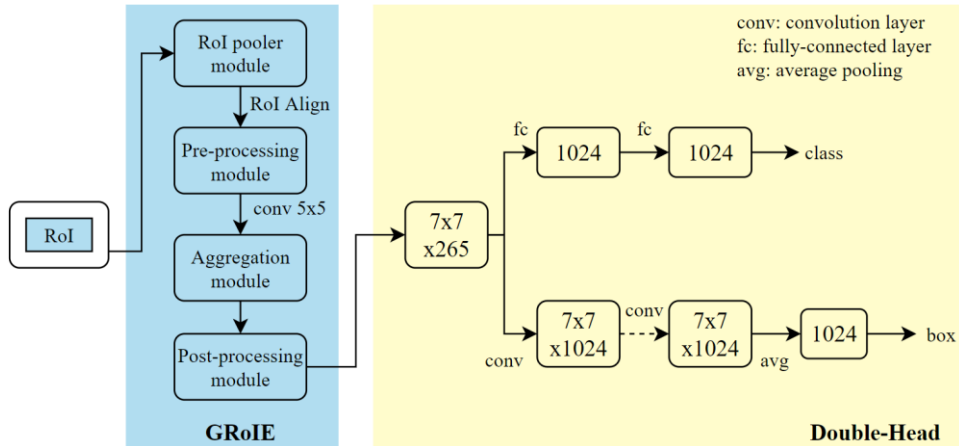 RoI
RoI pooler
module
RoI Align
Pre-processing
module
conv 5x5
Aggregation
module
Post-processing
module
GRoIE
conv: convolution layer
fc: fully-connected layer
avg: average pooling
7x7
x265
fc
1024
fc
1024
class
conv
7x7
x1024
conv
7x7
x1024
avg
1024
box
Double-Head